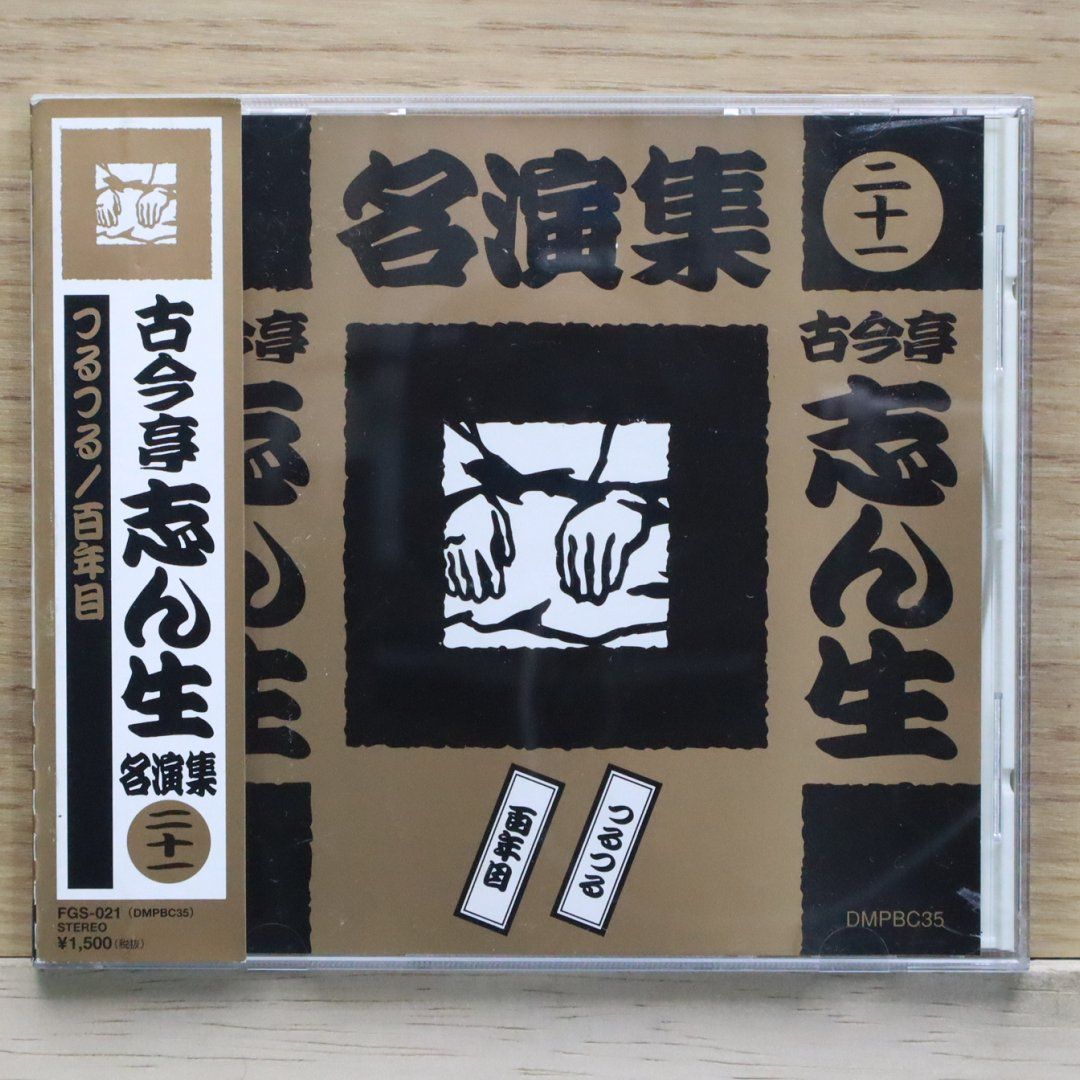 古今亭
志ん生
名演集
二十一
つるつる/百年目
FGS-021 (DMPBC35)
STEREO
¥1,500(税抜)
名演集
二十一
古今亭
志ん生
亭
志ん生
つるつる
百年目
DMPBC35